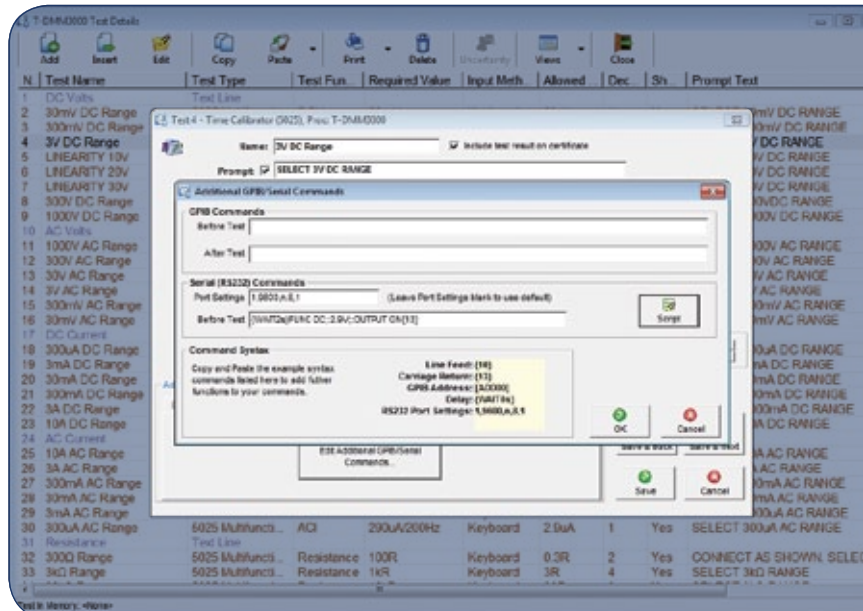 T-DMM3000 Test Details
Add Insert Edit Copy Paste Print Delete Uncertainty Views Close
N Test Name Test Type Test Fun... Required Value Input Meth... Allowed Dec... Sh... Prompt Text
1 DC Volts Text Line
2 30mV DC Range
3 300mV DC Range
4 3V DC Range
5 LINEARITY 10V
6 LINEARITY 20V
7 LINEARITY 30V
8 300V DC Range
9 1000V DC Range
10 AC Volts
11 1000V AC Range
12 300V AC Range
13 30V AC Range
14 3V AC Range
15 300mV AC Range
16 30mV AC Range
17 DC Current
18 300uA DC Range
19 3mA DC Range
20 30mA DC Range
21 300mA DC Range
22 3A DC Range
23 10A DC Range
24 AC Current
25 10A AC Range
26 3A AC Range
27 300mA AC Range
28 30mA AC Range
29 3mA AC Range
30 300uA AC Range 5025 Multifuncti... ACI 290uA/200Hz Keyboard 2.9uA 1 Yes SELECT 300uA AC RANGE
31 Resistance Text Line
32 300Ω Range 5025 Multifuncti... Resistance 100R Keyboard 0.3R 2 Yes CONNECT AS SHOWN. SELEC
33 3kΩ Range 5025 Multifuncti... Resistance 1kR Keyboard 3R 4 Yes SELECT 3kΩ RANGE
Test in Memory: <None>
Test 4 - Time Calibrator (5025), Proc: T-DMM3000
Name: 3V DC Range
Include test result on certificate
Prompt: SELECT 3V DC RANGE
Additional GPIB/Serial Commands
GPIB Commands
Before Test
After Test
Serial (RS232) Commands
Port Settings 1,9600,n,8,1 (Leave Port Settings blank to use default)
Before Test [WAIT2s]FUNC DC;:2.9V;:OUTPUT ON[13]
Script
Command Syntax
Copy and Paste the example syntax
commands listed here to add futher
functions to your commands.
Line Feed: [10]
Carriage Return: [13]
GPIB Address: [AD000]
Delay: [WAIT0s]
RS232 Port Settings: 1,9600,n,8,1
OK Cancel
Edit Additional GPIB/Serial
Commands...
Save & Back Save & Next
Save Cancel